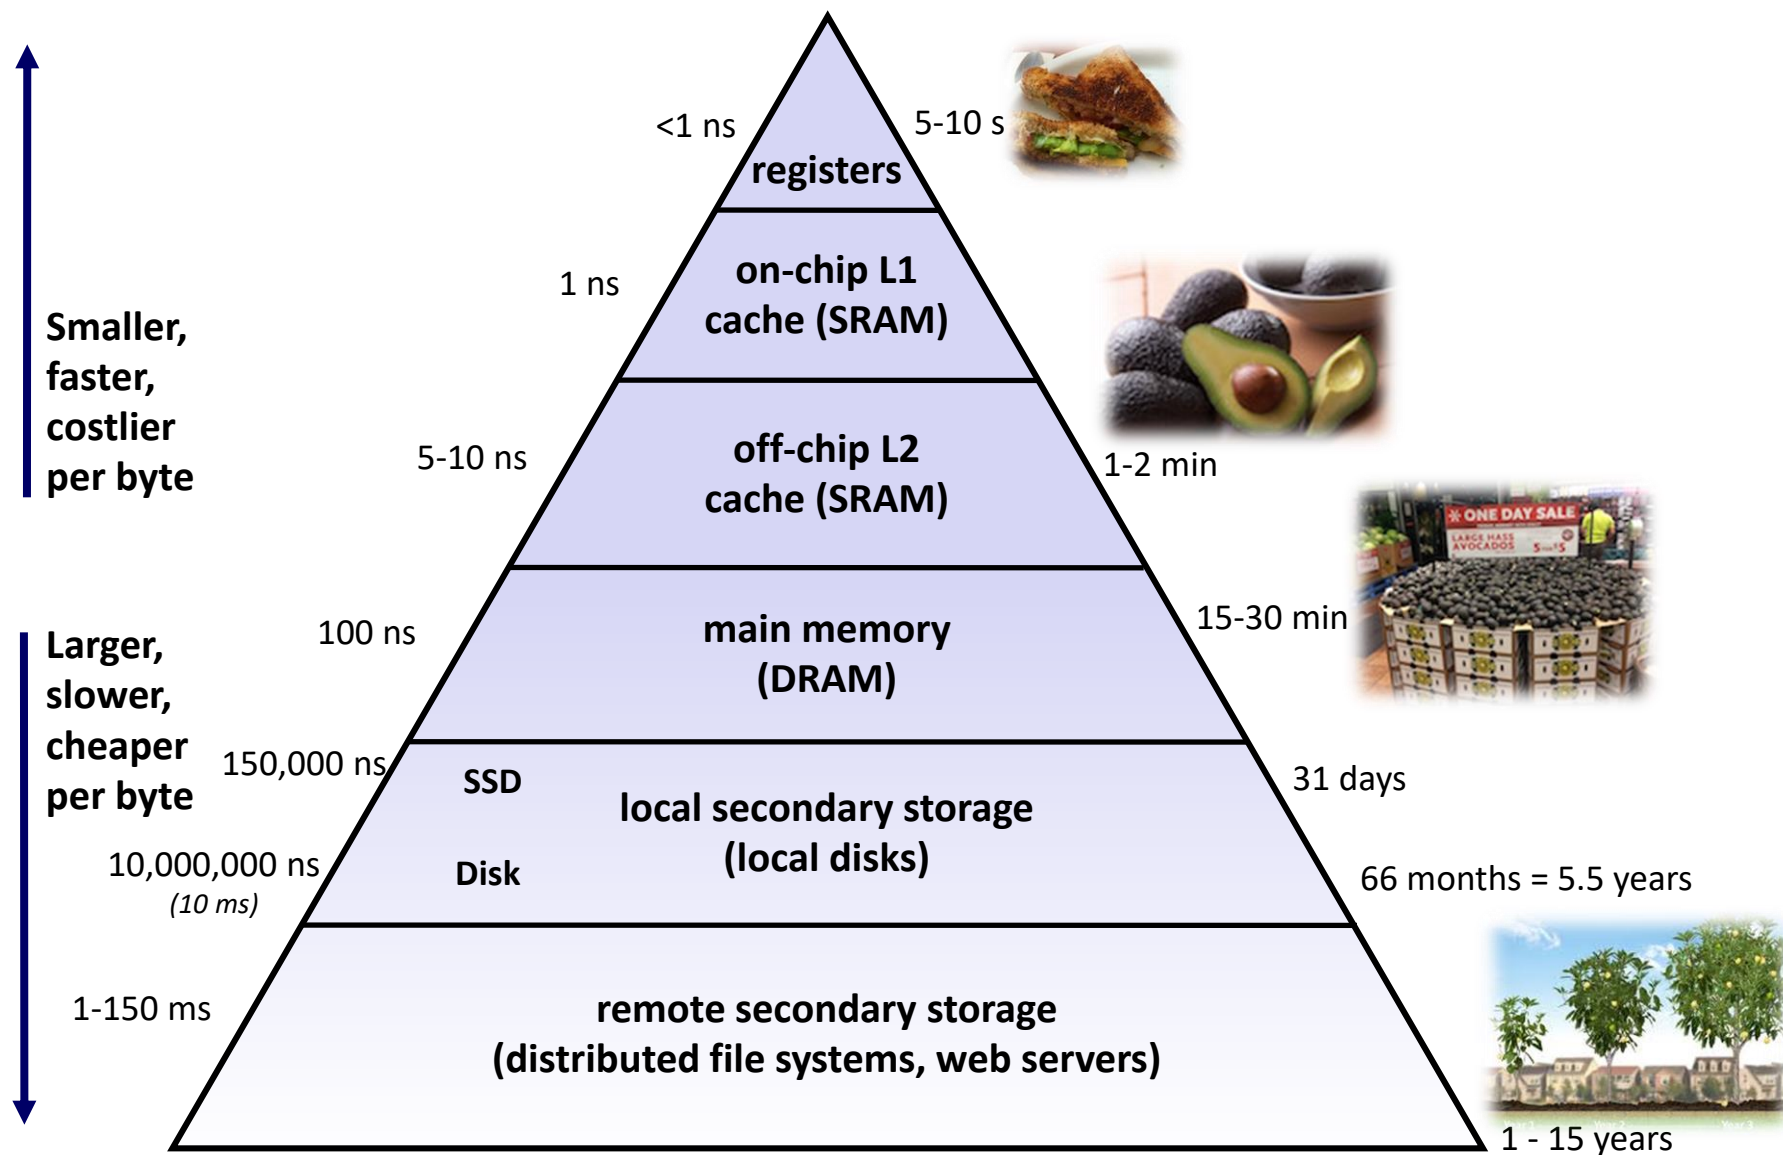 <1 ns
5-10 s
registers
on-chip L1
cache (SRAM)
1 ns
Smaller,
faster,
costlier
per byte
off-chip L2
cache (SRAM)
5-10 ns
1-2 min
* ONE DAY SALE
LARGE HASS
AVOCADOS
5 $5
main memory
(DRAM)
100 ns
15-30 min
Larger,
slower,
cheaper
per byte
150,000 ns
SSD
31 days
local secondary storage
(local disks)
10,000,000 ns
(10 ms)
Disk
66 months = 5.5 years
1-150 ms
remote secondary storage
(distributed file systems, web servers)
Year 3
1 - 15 years